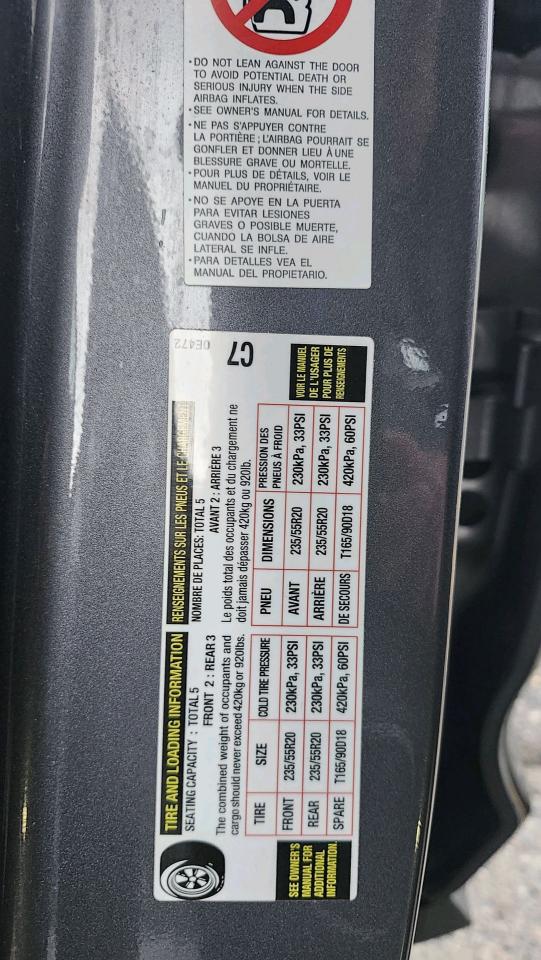 • DO NOT LEAN AGAINST THE DOOR
TO AVOID POTENTIAL DEATH OR
SERIOUS INJURY WHEN THE SIDE
AIRBAG INFLATES.
• SEE OWNER'S MANUAL FOR DETAILS.
• NE PAS S'APPUYER CONTRE
LA PORTIÈRE ; L'AIRBAG POURRAIT SE
GONFLER ET DONNER LIEU À UNE
BLESSURE GRAVE OU MORTELLE.
• POUR PLUS DE DÉTAILS, VOIR LE
MANUEL DU PROPRIÉTAIRE.
• NO SE APOYE EN LA PUERTA
PARA EVITAR LESIONES
GRAVES O POSIBLE MUERTE,
CUANDO LA BOLSA DE AIRE
LATERAL SE INFLE.
• PARA DETALLES VEA EL
MANUAL DEL PROPIETARIO.
TIRE AND LOADING INFORMATION
SEATING CAPACITY : TOTAL 5
FRONT 2 : REAR 3
The combined weight of occupants and
cargo should never exceed 420kg or 920lbs.
TIRE SIZE COLD TIRE PRESSURE
FRONT 235/55R20 230kPa, 33PSI
REAR 235/55R20 230kPa, 33PSI
SPARE T165/90D18 420kPa, 60PSI
SEE OWNER'S
MANUAL FOR
ADDITIONAL
INFORMATION.
RENSEIGNEMENTS SUR LES PNEUS ET LE CHARGEMENT
NOMBRE DE PLACES: TOTAL 5
AVANT 2 : ARRIÈRE 3
Le poids total des occupants et du chargement ne
doit jamais dépasser 420kg ou 920lb.
PNEU DIMENSIONS PRESSION DES
PNEUS À FROID
AVANT 235/55R20 230kPa, 33PSI
ARRIÈRE 235/55R20 230kPa, 33PSI
DE SECOURS T165/90D18 420kPa, 60PSI
VOIR LE MANUEL
DE L'USAGER
POUR PLUS DE
RENSEIGNEMENTS
C7
0E472